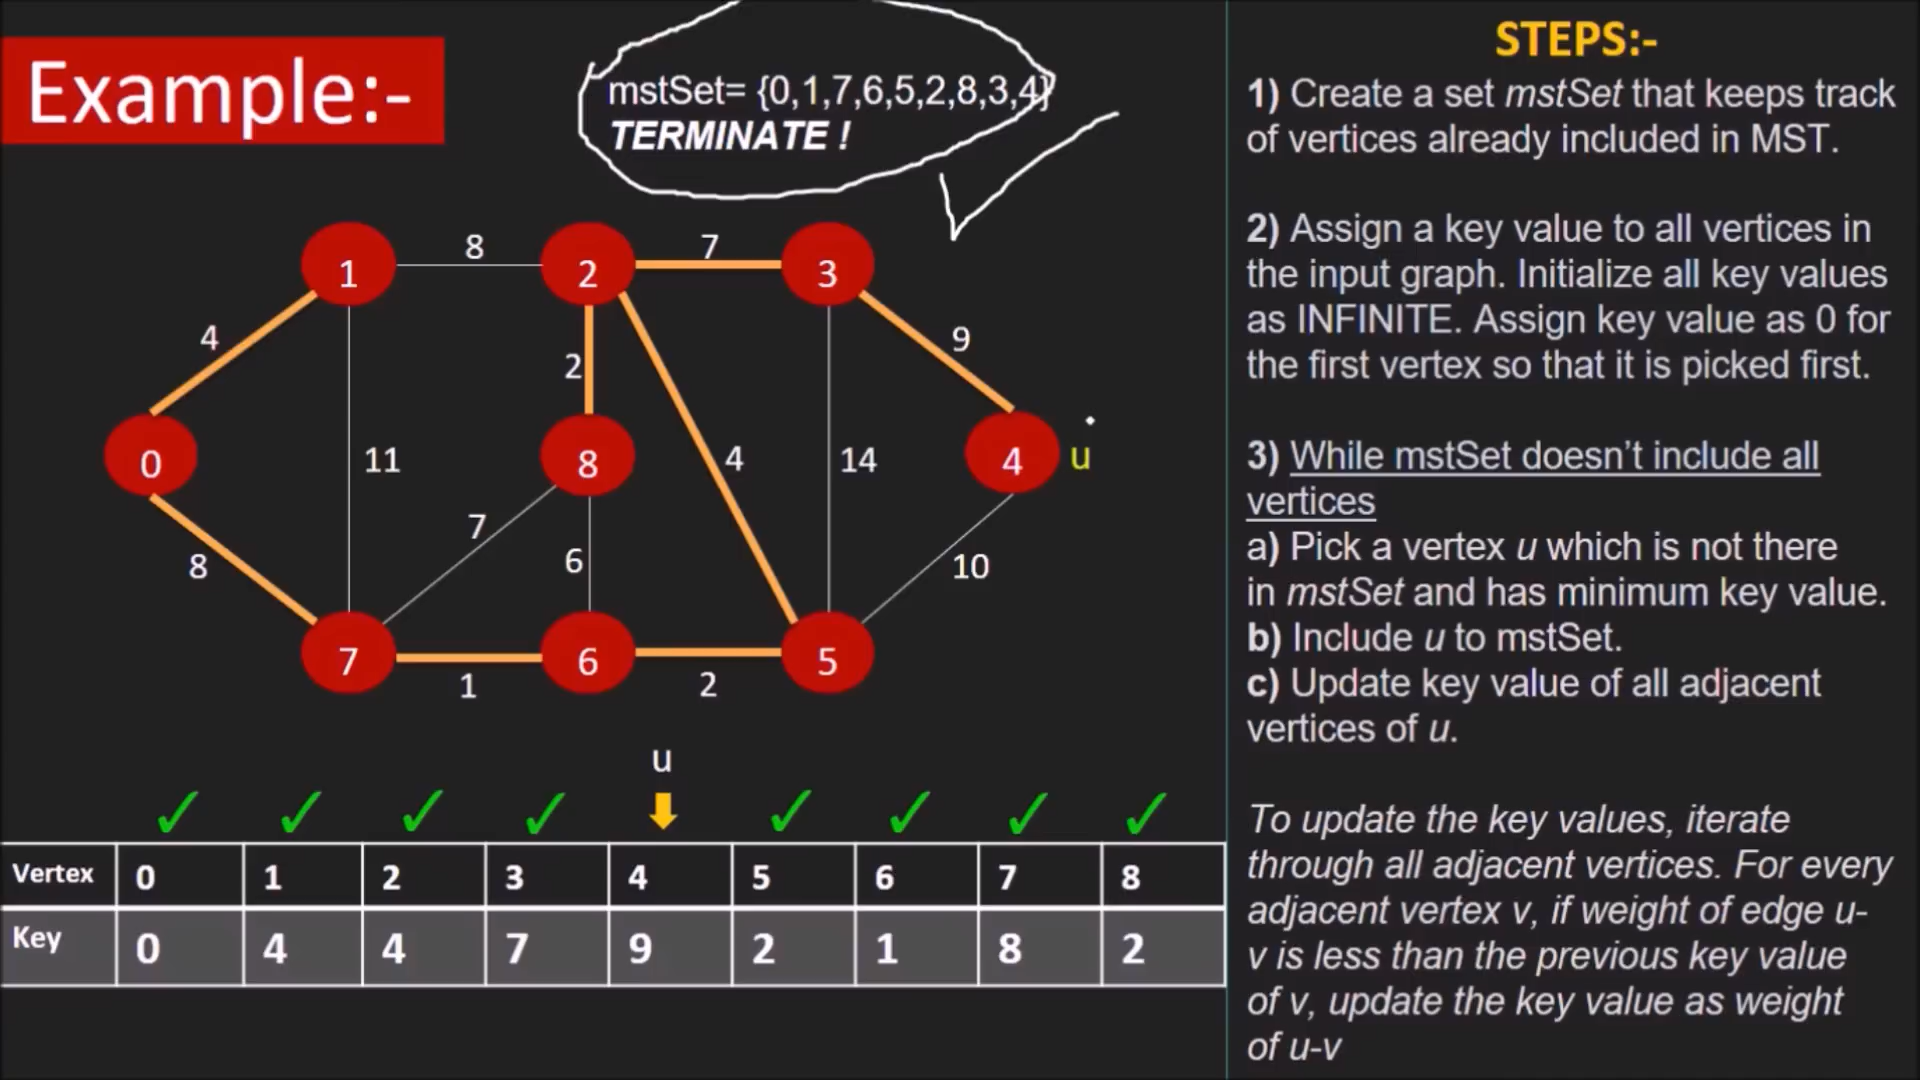 Example:-
mstSet= {0,1,7,6,5,2,8,3,4}
TERMINATE !
8
7
1
2
3
4
2
9
0
11
8
4
14
4
u
7
6
10
8
7
6
5
1
2
u
✓ ✓ ✓ ✓ ✓ ✓ ✓ ✓
Vertex 0 1 2 3 4 5 6 7 8
Key 0 4 4 7 9 2 1 8 2
STEPS:-
1) Create a set mstSet that keeps track
of vertices already included in MST.
2) Assign a key value to all vertices in
the input graph. Initialize all key values
as INFINITE. Assign key value as 0 for
the first vertex so that it is picked first.
3) While mstSet doesn’t include all
vertices
a) Pick a vertex u which is not there
in mstSet and has minimum key value.
b) Include u to mstSet.
c) Update key value of all adjacent
vertices of u.
To update the key values, iterate
through all adjacent vertices. For every
adjacent vertex v, if weight of edge u-
v is less than the previous key value
of v, update the key value as weight
of u-v